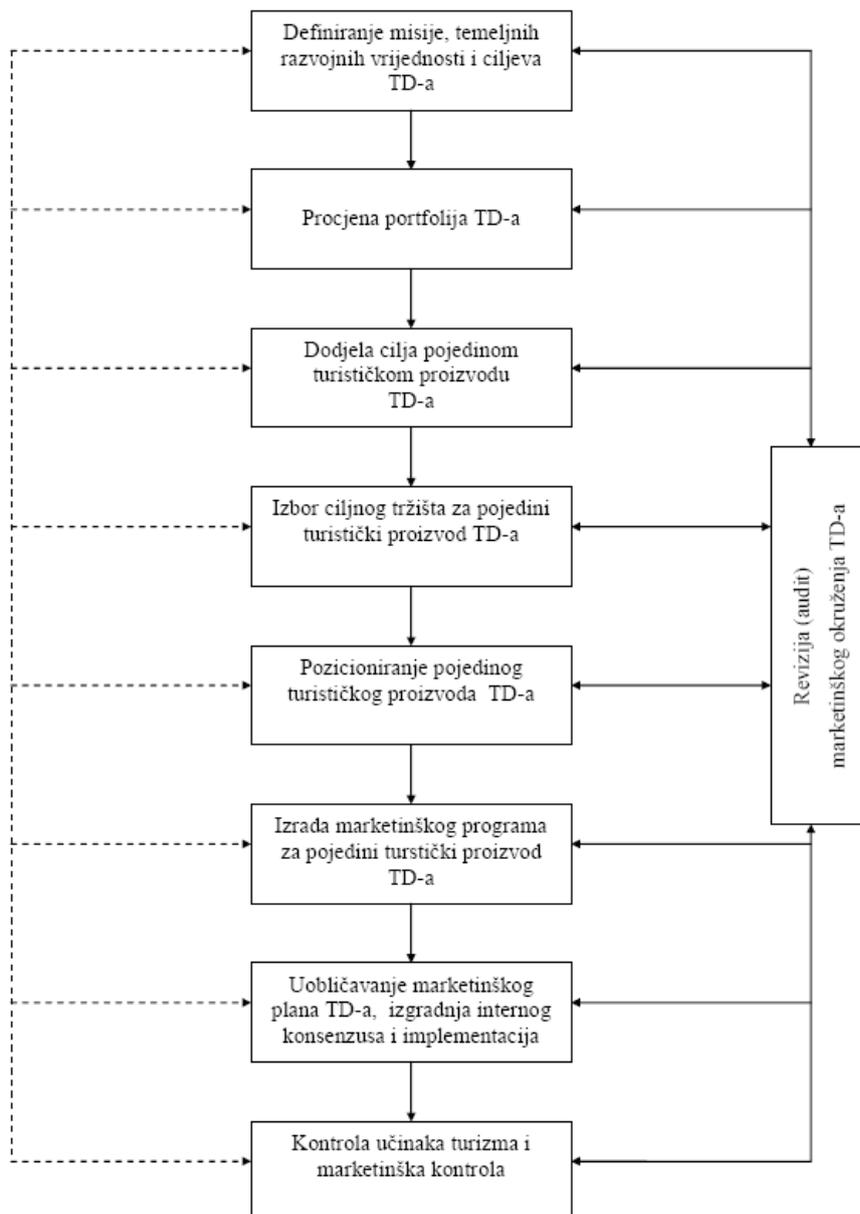 Definiranje misije, temeljnih
razvojnih vrijednosti i ciljeva
TD-a
Procjena portfolija TD-a
Dodjela cilja pojedinom
turističkom proizvodu
TD-a
Izbor ciljnog tržišta za pojedini
turistički proizvod TD-a
Pozicioniranje pojedinog
turističkog proizvoda TD-a
Izrada marketinškog programa
za pojedini turstički proizvod
TD-a
Uobličavanje marketinškog
plana TD-a, izgradnja internog
konsenzusa i implementacija
Kontrola učinaka turizma i
marketinška kontrola
Revizija (audit)
marketinškog okruženja TD-a